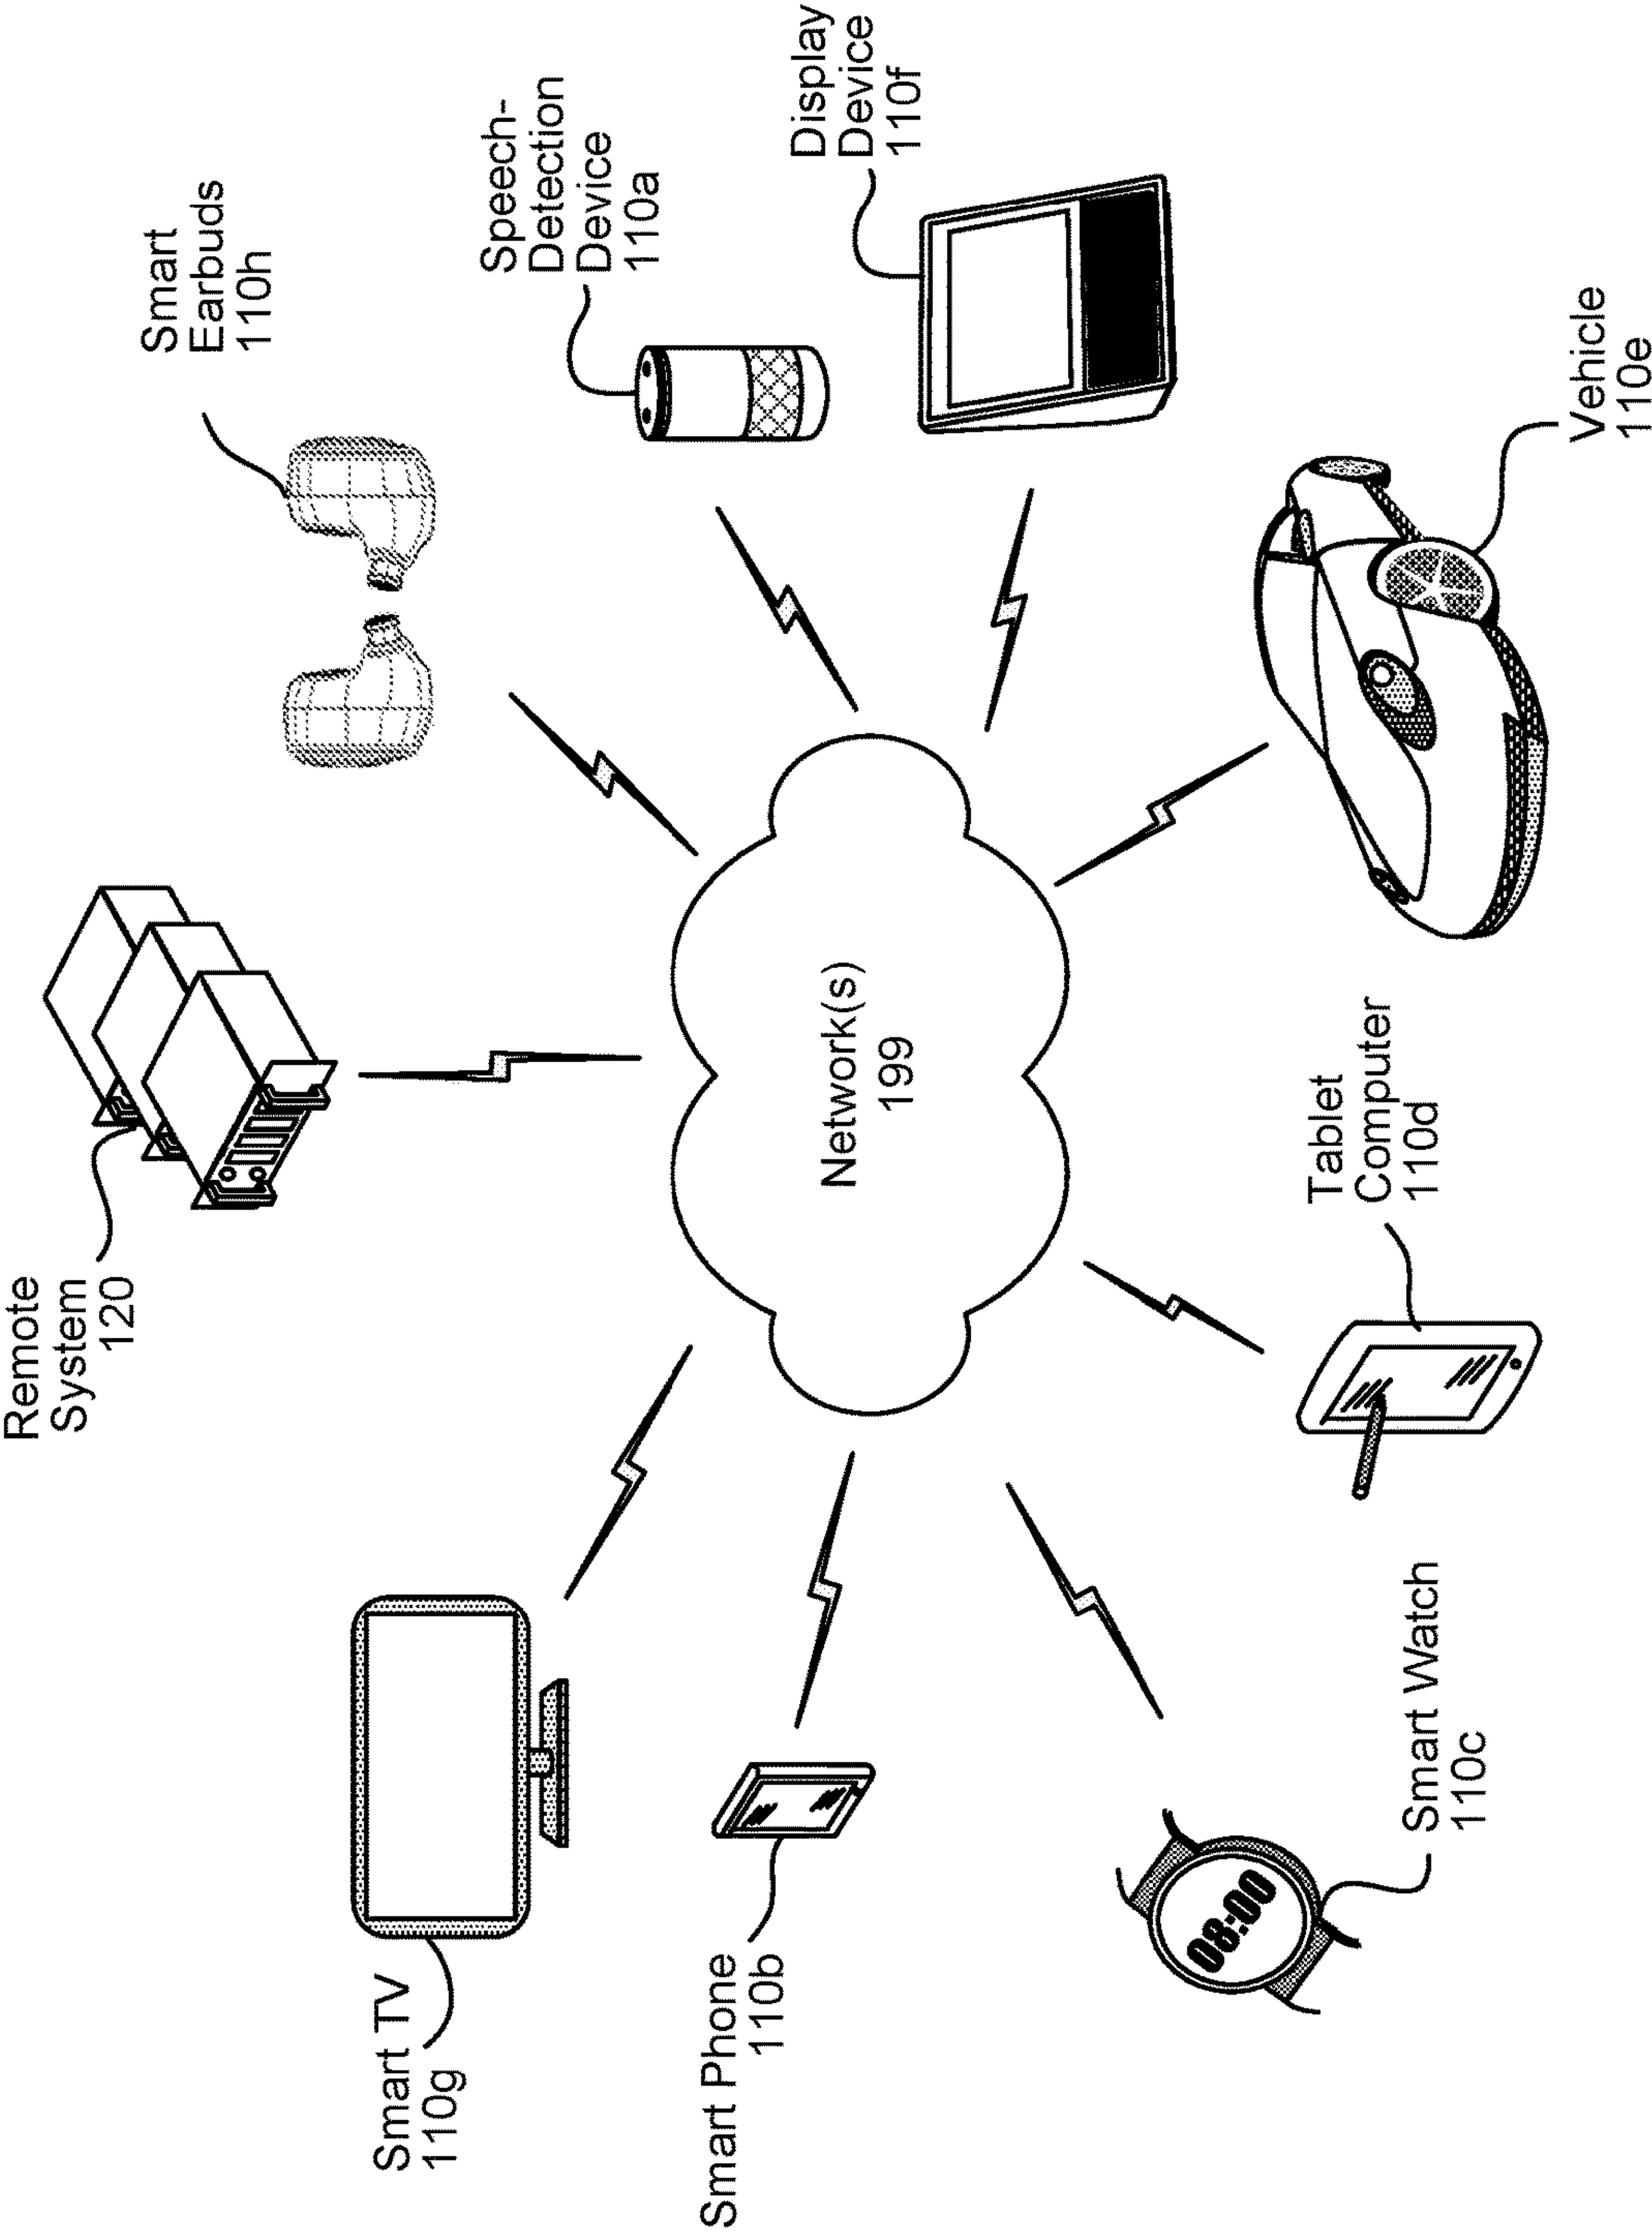 Remote
System
120
Smart
Earbuds
110h
Smart TV
110g
Speech-
Detection
Device
110a
Smart Phone
110b
Network(s)
199
Display
Device
110f
08:00
Smart Watch
110c
Tablet
Computer
110d
Vehicle
110e